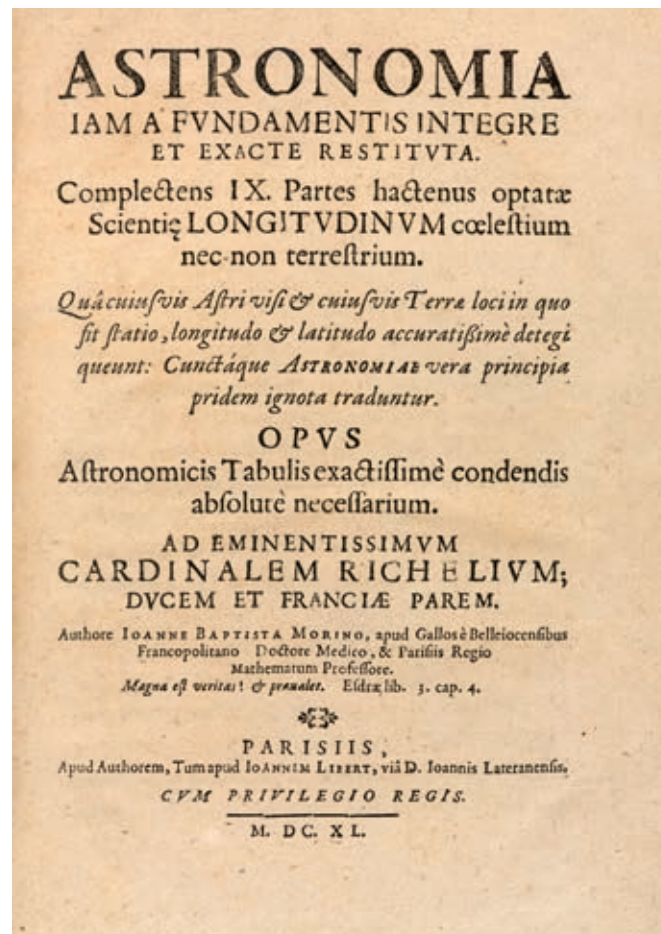 ASTRONOMIA
IAM A FVNDAMENTIS INTEGRE
ET EXACTE RESTITVTA.
Complectens IX. Partes hactenus optatæ
Scientię LONGITVDINVM cœleſtium
nec non terreſtrium.
Quâ cuiuſvis Aſtri viſi & cuiuſvis Terræ loci in quo
ſit ſtatio, longitudo & latitudo accuratißimè detegi
queunt: Cunctáque ASTRONOMIAE vera principia
pridem ignota traduntur.
OPVS
Aſtronomicis Tabulis exactiſſimè condendis
abſolutè neceſſarium.
AD EMINENTISSIMVM
CARDINALEM RICHELIVM;
DVCEM ET FRANCIÆ PAREM.
Authore IOANNE BAPTISTA MORINO, apud Gallos è Belleiocenſibus
Francopolitano Doctore Medico, & Pariſiis Regio
Mathematum Profeſſore.
Magna eſt veritas! & præualet. Eſdræ lib. 3. cap. 4.
PARISIIS,
Apud Authorem, Tum apud IOANNEM LIBERT, viâ D. Ioannis Lateranenſis.
CVM PRIVILEGIO REGIS.
M. DC. XL.